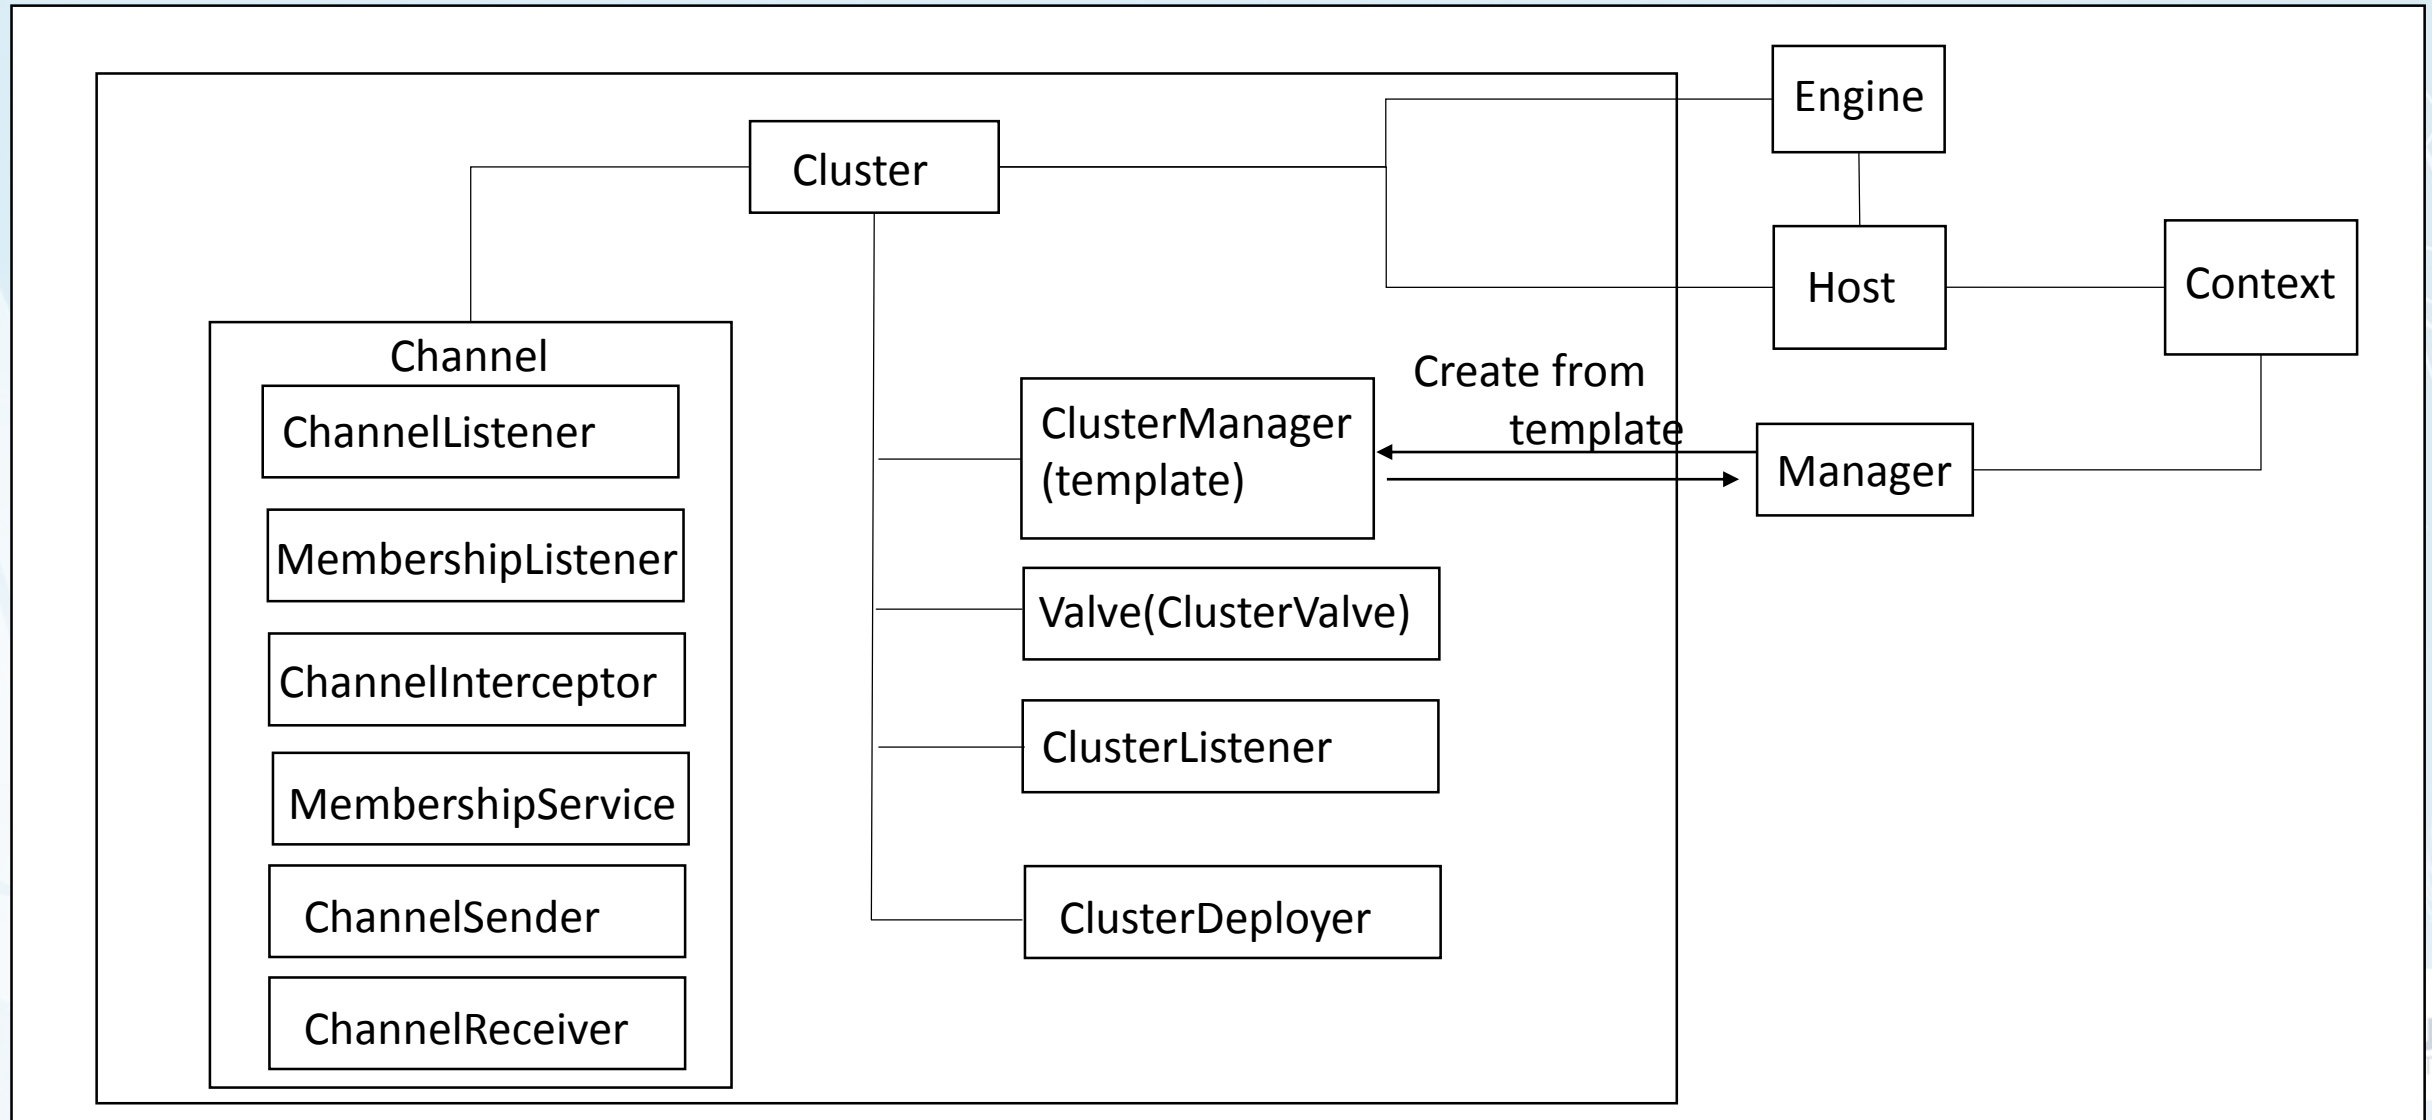 Engine
Cluster
Host
Context
Channel
ChannelListener
MembershipListener
ChannelInterceptor
MembershipService
ChannelSender
ChannelReceiver
ClusterManager
(template)
Create from
template
Manager
Valve(ClusterValve)
ClusterListener
ClusterDeployer